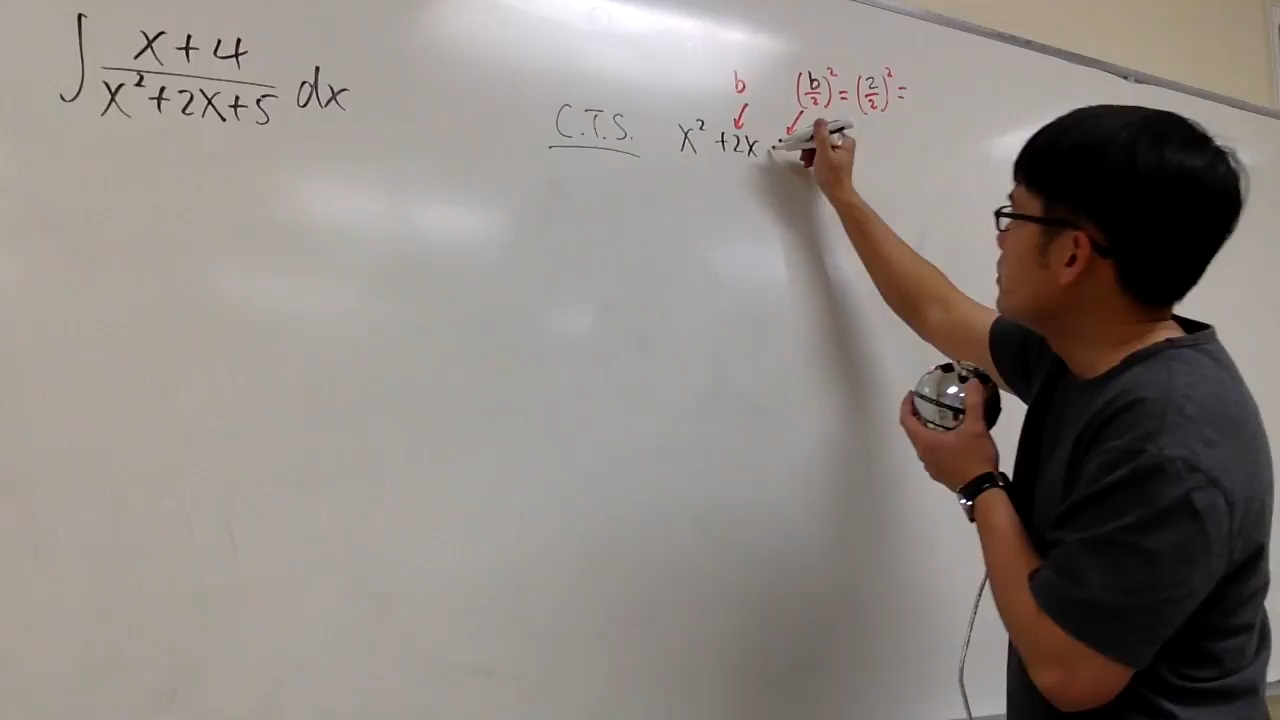 ∫ x+4 / x²+2x+5 dx
b (b/2)² = (2/2)² =
C.T.S. x² +2x